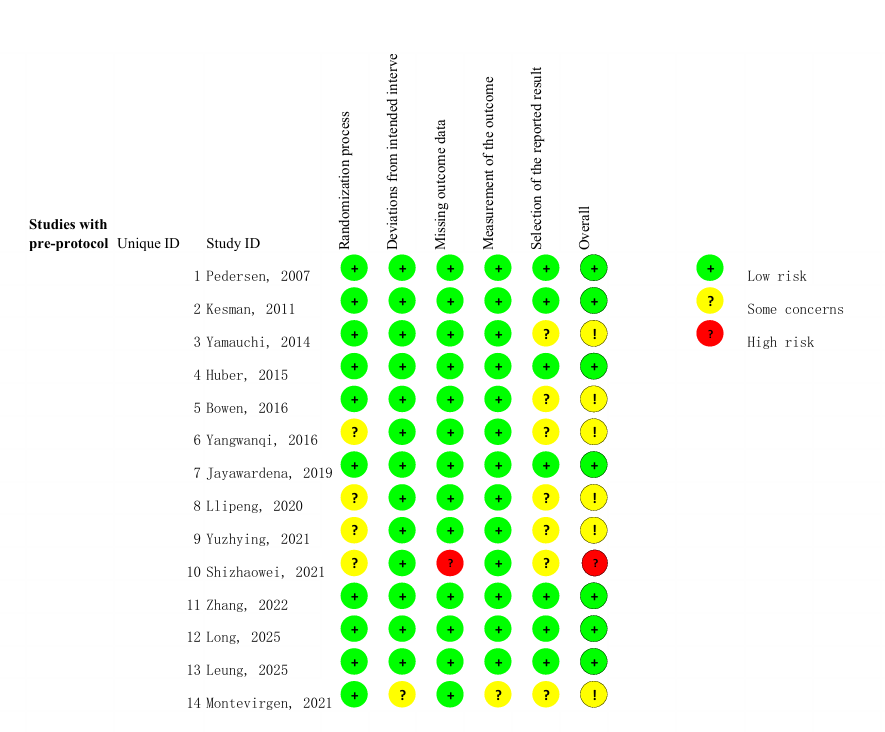 Randomization process
Deviations from intended interve
Missing outcome data
Measurement of the outcome
Selection of the reported result
Overall
Studies with
pre-protocol Unique ID Study ID
1 Pedersen, 2007 + + + + + + + Low risk
2 Kesman, 2011 + + + + + + ? Some concerns
3 Yamauchi, 2014 + + + + ? ! ? High risk
4 Huber, 2015 + + + + + +
5 Bowen, 2016 + + + + ? !
6 Yangwanqi, 2016 ? + + + ? !
7 Jayawardena, 2019 + + + + + +
8 Llipeng, 2020 ? + + + ? !
9 Yuzhying, 2021 ? + + + ? !
10 Shizhaowei, 2021 ? + ? + ? ?
11 Zhang, 2022 + + + + + +
12 Long, 2025 + + + + + +
13 Leung, 2025 + + + + + +
14 Montevirgen, 2021 + ? + ? ? !